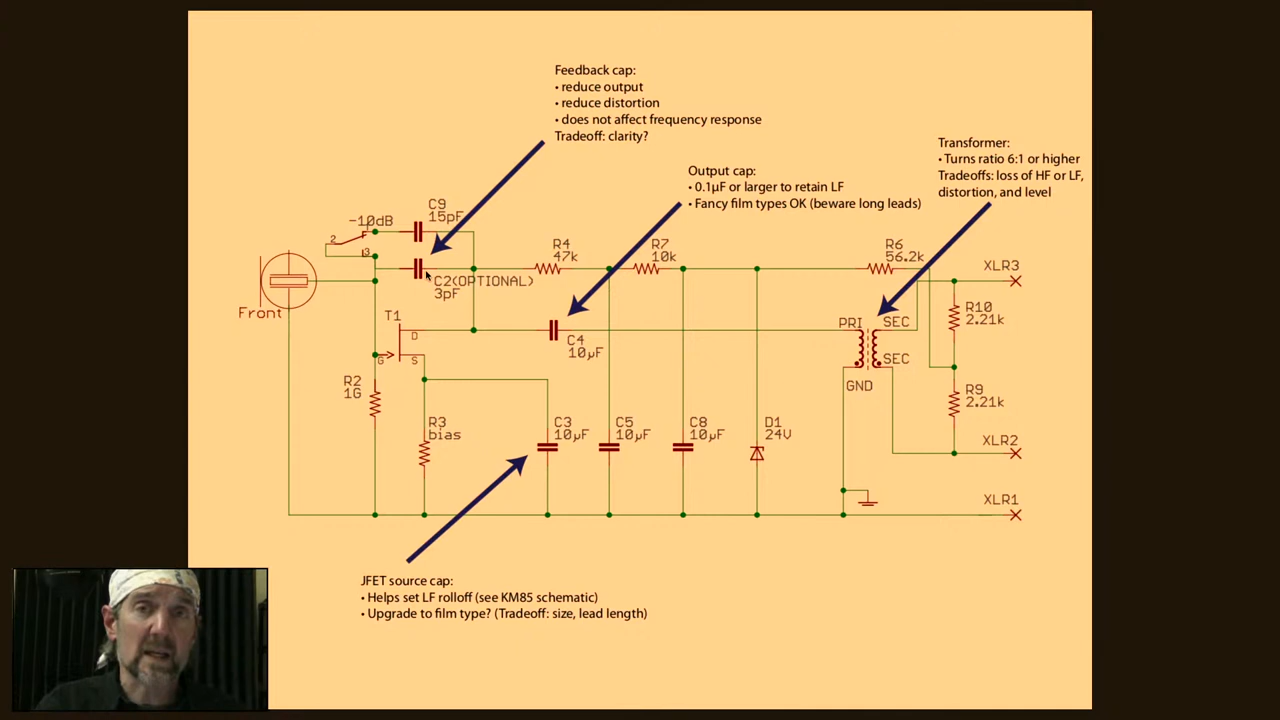 Feedback cap:
• reduce output
• reduce distortion
• does not affect frequency response
Tradeoff: clarity?
Transformer:
• Turns ratio 6:1 or higher
Tradeoffs: loss of HF or LF,
distortion, and level
Output cap:
• 0.1µF or larger to retain LF
• Fancy film types OK (beware long leads)
C9
15pF
-10dB
2
3
C2(OPTIONAL)
3pF
R4
47k
R7
10k
R6
56.2k
XLR3
Front
T1
D
G
S
C4
10µF
PRI
SEC
SEC
GND
R10
2.21k
R2
1G
R3
bias
C3
10µF
C5
10µF
C8
10µF
D1
24V
R9
2.21k
XLR2
XLR1
JFET source cap:
• Helps set LF rolloff (see KM85 schematic)
• Upgrade to film type? (Tradeoff: size, lead length)